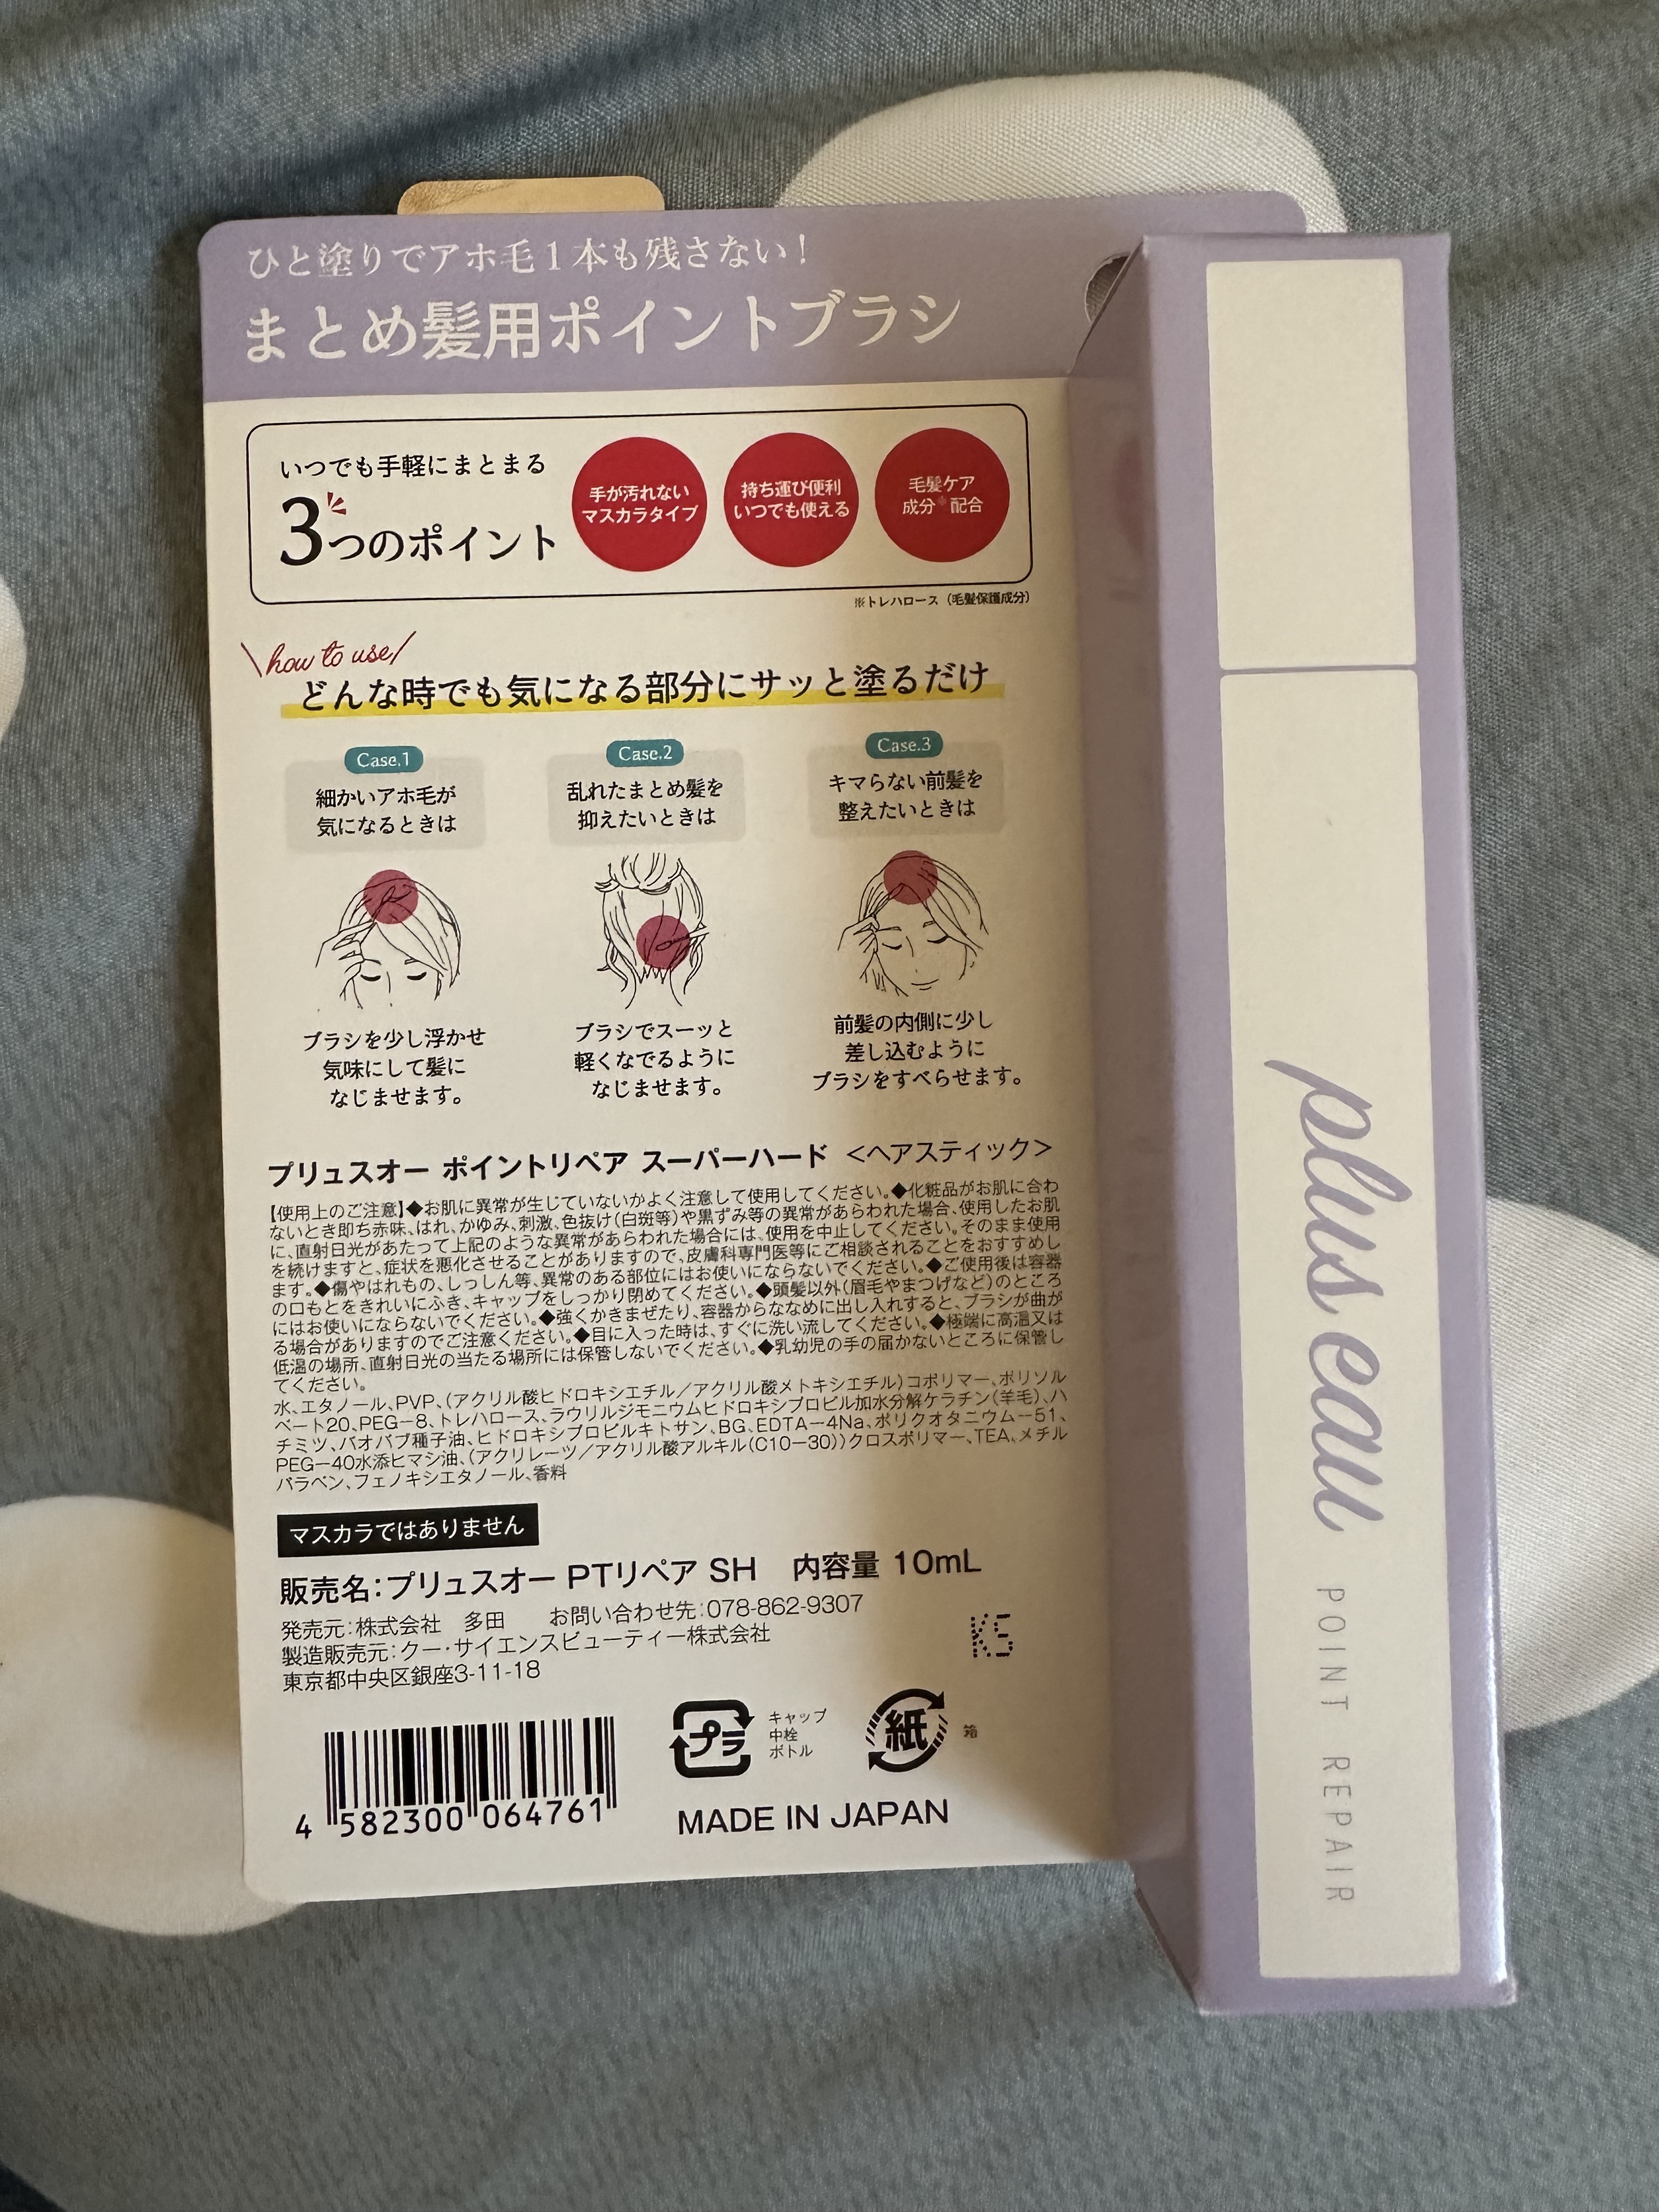 ひと塗りでアホ毛1本も残さない!
まとめ髪用ポイントブラシ
いつでも手軽にまとまる
3つのポイント
手が汚れない
マスカラタイプ
持ち運び便利
いつでも使える
毛髪ケア
成分※配合
※トレハロース（毛髪保護成分）
\how to use/
どんな時でも気になる部分にサッと塗るだけ
Case.1
細かいアホ毛が
気になるときは
ブラシを少し浮かせ
気味にして髪に
なじませます。
Case.2
乱れたまとめ髪を
抑えたいときは
ブラシでスーッと
軽くなでるように
なじませます。
Case.3
キマらない前髪を
整えたいときは
前髪の内側に少し
差し込むように
ブラシをすべらせます。
プリュスオー ポイントリペア スーパーハード <ヘアスティック>
【使用上のご注意】◆お肌に異常が生じていないかよく注意して使用してください。◆化粧品がお肌に合わ
ないとき即ち赤味、はれ、かゆみ、刺激、色抜け(白斑等)や黒ずみ等の異常があらわれた場合、使用したお肌
に、直射日光があたって上記のような異常があらわれた場合には、使用を中止してください。そのまま使用
を続けますと、症状を悪化させることがありますので、皮膚科専門医等にご相談されることをおすすめし
ます。◆傷やはれもの、しっしん等、異常のある部位にはお使いにならないでください。◆ご使用後は容器
の口もとをきれいにふき、キャップをしっかり閉めてください。◆頭髪以外(眉毛やまつげなど)のところ
にはお使いにならないでください。◆強くかきまぜたり、容器からななめに出し入れすると、ブラシが曲が
る場合がありますのでご注意ください。◆目に入った時は、すぐに洗い流してください。◆極端に高温又は
低温の場所、直射日光の当たる場所には保管しないでください。◆乳幼児の手の届かないところに保管し
てください。
水、エタノール、PVP、(アクリル酸ヒドロキシエチル／アクリル酸メトキシエチル)コポリマー、ポリソル
ベート20、PEG-8、トレハロース、ラウリルジモニウムヒドロキシプロピル加水分解ケラチン(羊毛)、ハ
チミツ、バオバブ種子油、ヒドロキシプロピルキトサン、BG、EDTA-4Na、ポリクオタニウム-51、
PEG-40水添ヒマシ油、(アクリレーツ／アクリル酸アルキル(C10-30))クロスポリマー、TEA、メチル
パラベン、フェノキシエタノール、香料
マスカラではありません
販売名:プリュスオー PTリペア SH 内容量 10mL
発売元:株式会社 多田 お問い合わせ先:078-862-9307
製造販売元:クー・サイエンスビューティー株式会社
東京都中央区銀座3-11-18
K5
4 582300 064761
プラ
キャップ
中栓
ボトル
紙
箱
MADE IN JAPAN
plus eau
POINT REPAIR